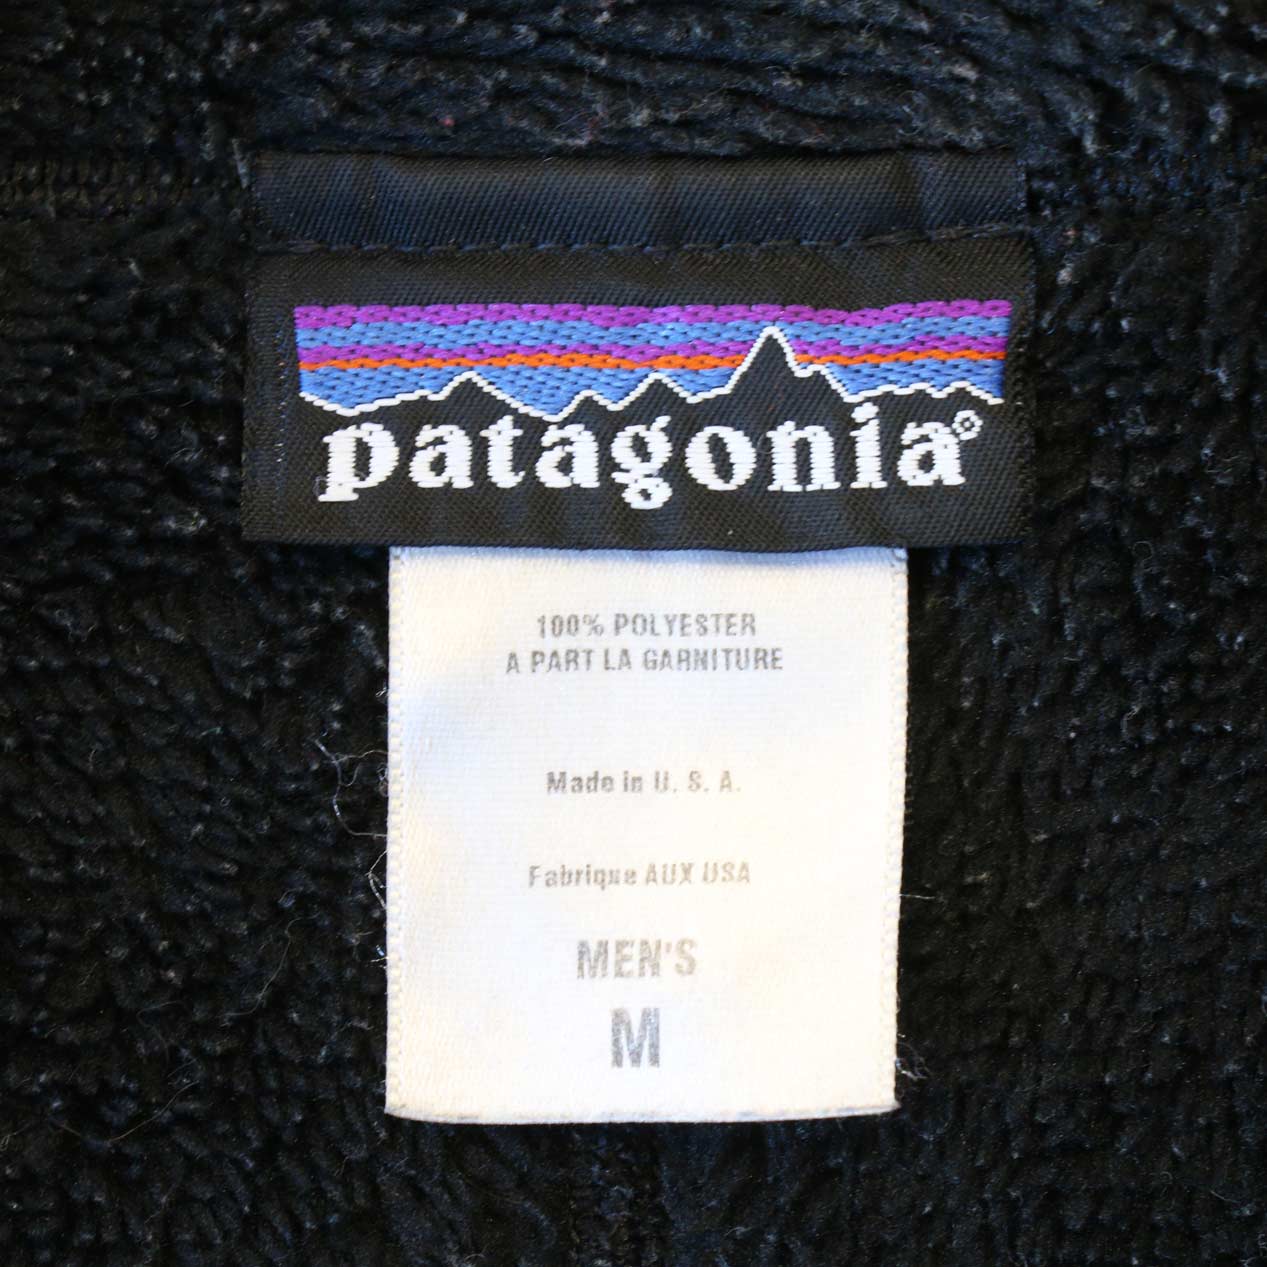 patagonia®
100% POLYESTER
A PART LA GARNITURE
Made in U. S. A.
Fabrique AUX USA
MEN'S
M